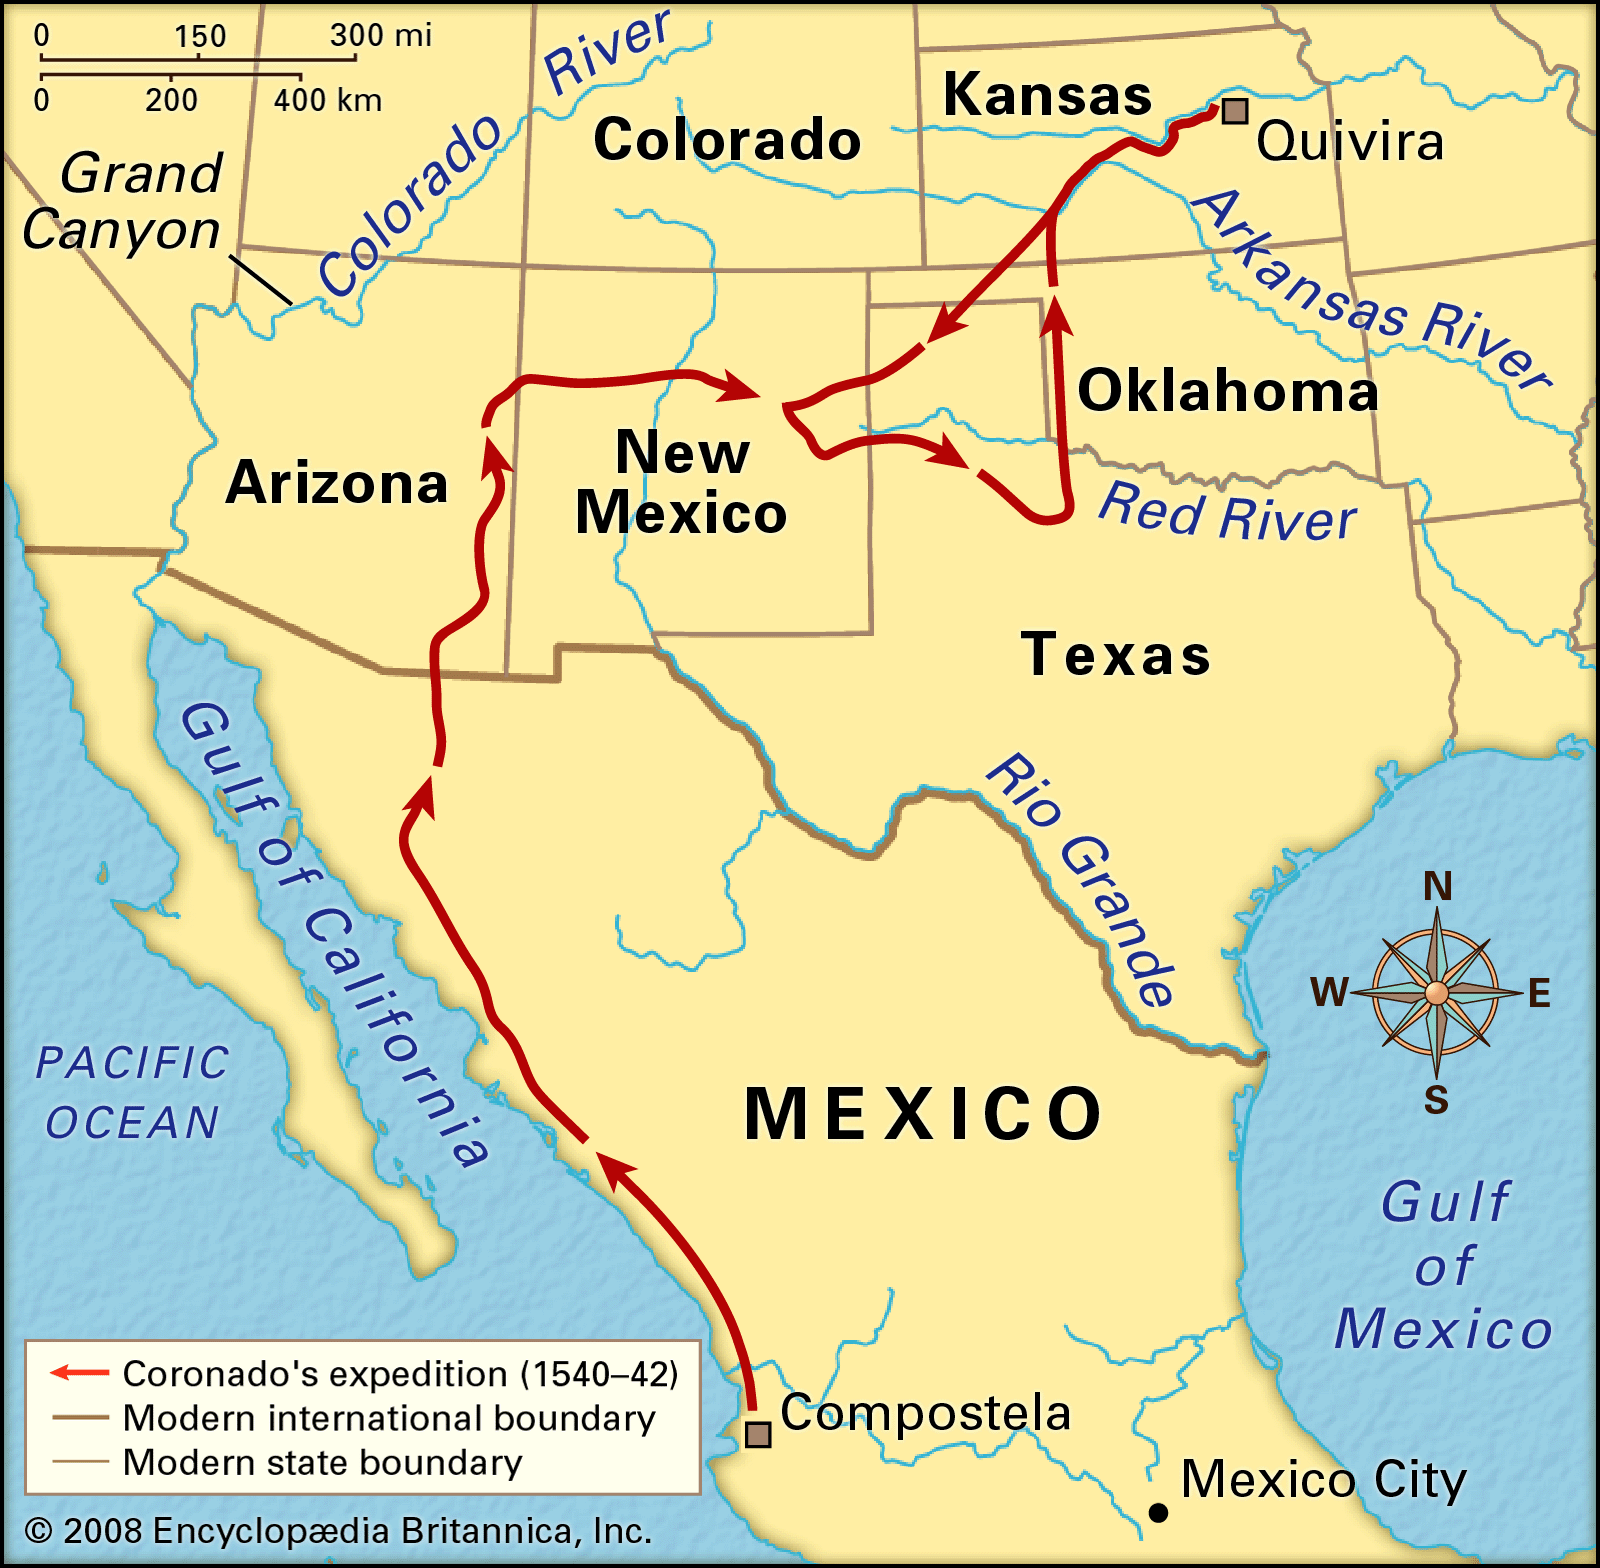 0 150 300 mi
0 200 400 km
Colorado River
Grand
Canyon
Colorado
Kansas
Quivira
Arkansas River
Arizona
New
Mexico
Oklahoma
Red River
Texas
Gulf of California
Rio Grande
PACIFIC
OCEAN
MEXICO
N
W E
S
Gulf
of
Mexico
Compostela
Mexico City
Coronado's expedition (1540–42)
Modern international boundary
Modern state boundary
© 2008 Encyclopædia Britannica, Inc.